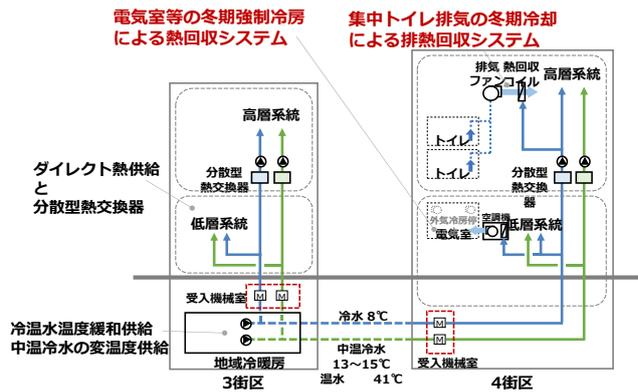 電気室等の冬期強制冷房
による熱回収システム
集中トイレ排気の冬期冷却
による排熱回収システム
高層系統
排気 熱回収
ファンコイル
高層系統
トイレ
トイレ
分散型
熱交換器
分散型
熱交換
器
ダイレクト熱供給
と
分散型熱交換器
低層系統
外気冷房停
電気室
空調機
低層系統
受入機械室
M
M
冷温水温度緩和供給
中温冷水の変温度供給
冷水 8℃
M
中温冷水
13～15℃
温水 41℃
M
受入機械室
地域冷暖房
3街区
4街区